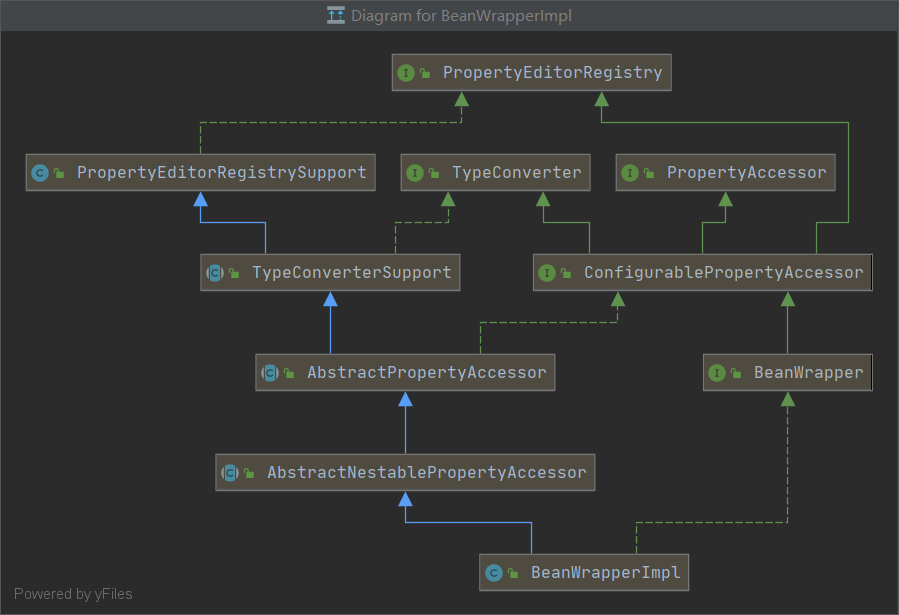 Diagram for BeanWrapperImpl
I PropertyEditorRegistry
C PropertyEditorRegistrySupport
I TypeConverter
I PropertyAccessor
C TypeConverterSupport
I ConfigurablePropertyAccessor
C AbstractPropertyAccessor
I BeanWrapper
C AbstractNestablePropertyAccessor
C BeanWrapperImpl
Powered by yFiles